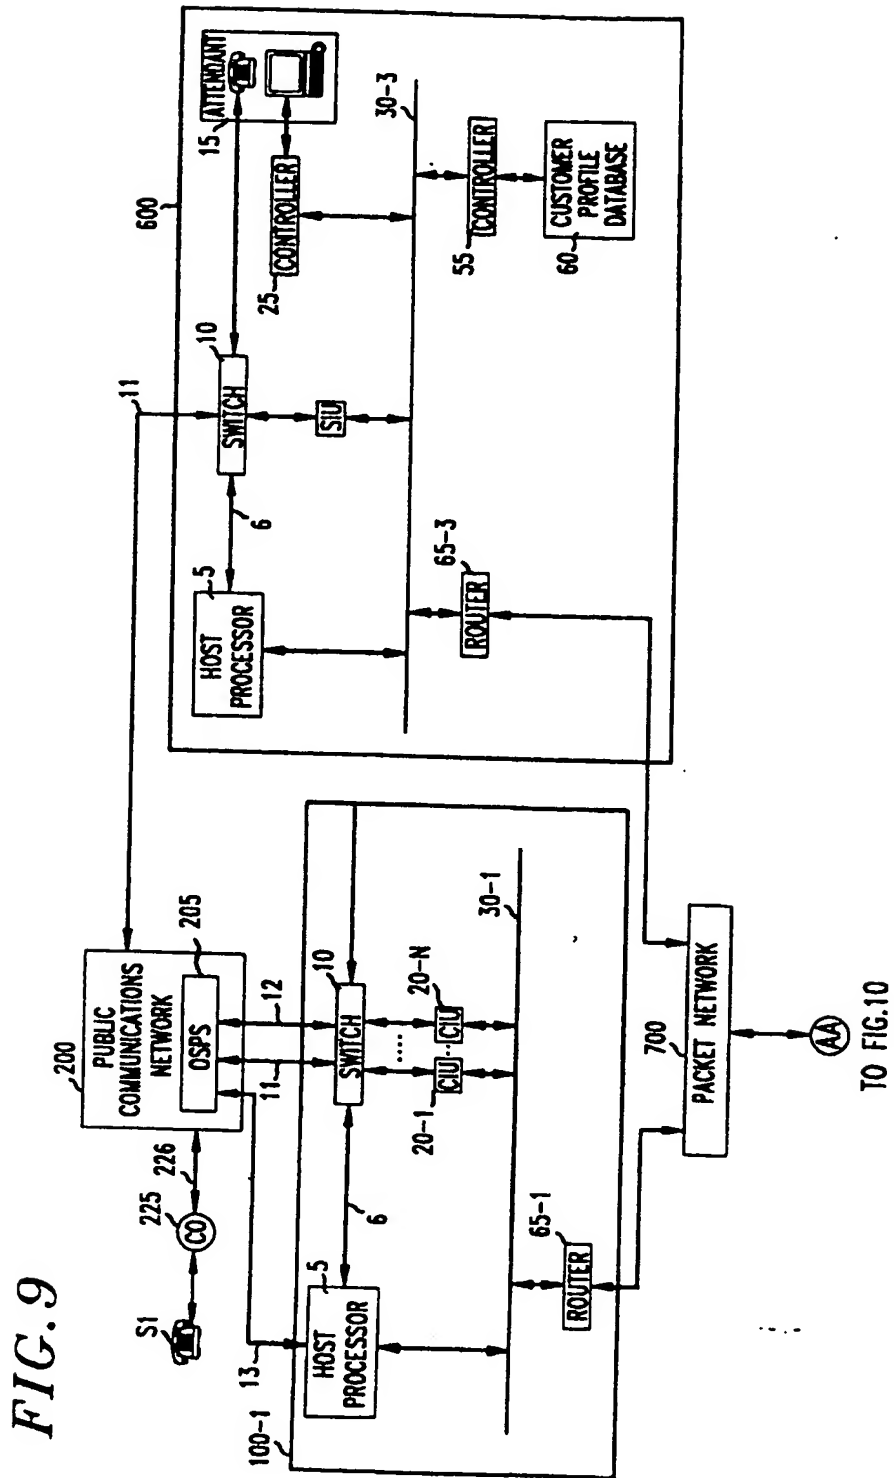 FIG. 9
S1
225
CO
226
200
PUBLIC
COMMUNICATIONS
NETWORK
OSPS
205
11
13
11
12
100-1
5
HOST
PROCESSOR
6
SWITCH
10
20-1
CIU
CIU
20-N
30-1
65-1
ROUTER
600
5
HOST
PROCESSOR
6
SWITCH
10
SIU
15
ATTENDANT
25
CONTROLLER
30-3
65-3
ROUTER
55
CONTROLLER
60
CUSTOMER
PROFILE
DATABASE
700
PACKET NETWORK
AA
TO FIG.10